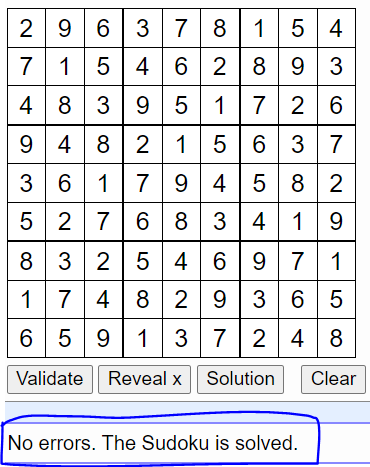 2 9 6 3 7 8 1 5 4
7 1 5 4 6 2 8 9 3
4 8 3 9 5 1 7 2 6
9 4 8 2 1 5 6 3 7
3 6 1 7 9 4 5 8 2
5 2 7 6 8 3 4 1 9
8 3 2 5 4 6 9 7 1
1 7 4 8 2 9 3 6 5
6 5 9 1 3 7 2 4 8
Validate Reveal x Solution Clear
No errors. The Sudoku is solved.